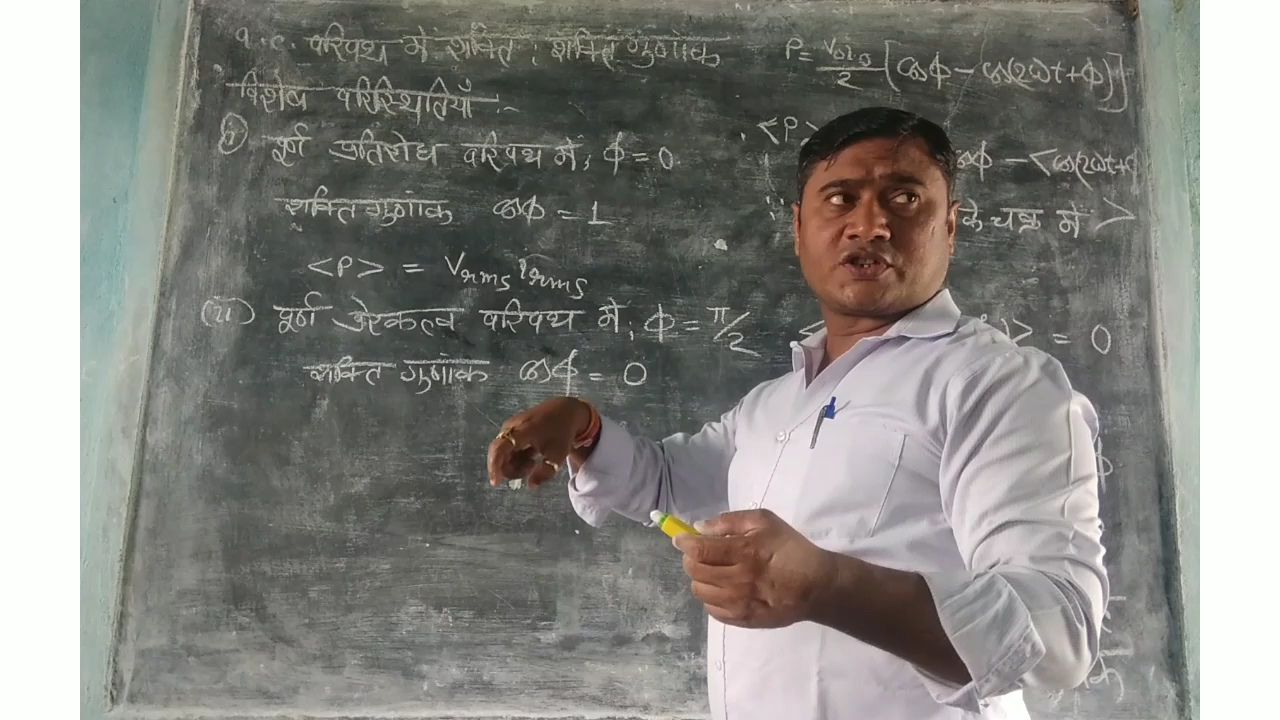 a.c. परिपथ में शक्ति : शक्ति गुणांक
विशेष परिस्थितियाँ :-
(i) पूर्ण प्रतिरोध परिपथ में, ϕ = 0
शक्ति गुणांक cosϕ = 1
<P> = Vrms Irms
(ii) पूर्ण प्रेरकत्व परिपथ में, ϕ = π/2
शक्ति गुणांक cosϕ = 0
P = V₀I₀/2 [cosϕ - cos(2ωt+ϕ)]
<P>
cosϕ - <cos(2ωt+ϕ
के चक्र में >
> = 0